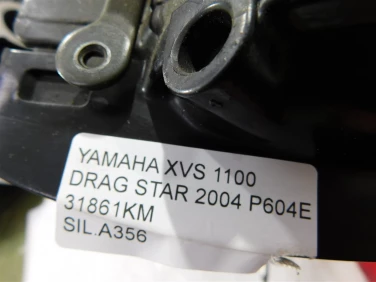 YAMAHA XVS 1100
DRAG STAR 2004 P604E
31861KM
SIL.A356